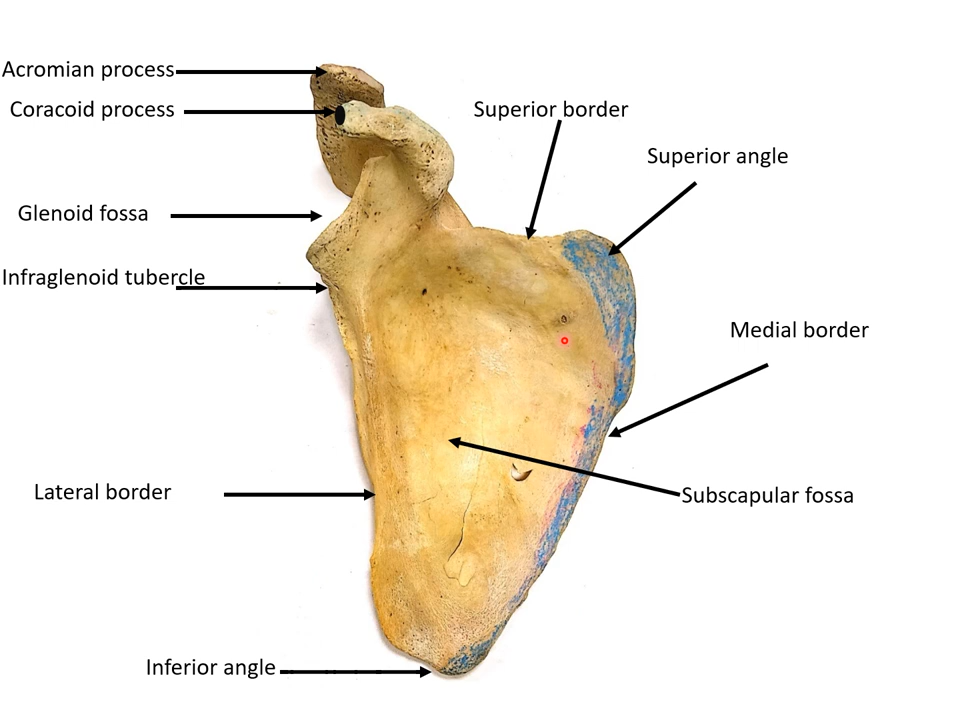 Acromian process
Coracoid process
Superior border
Superior angle
Glenoid fossa
Infraglenoid tubercle
Medial border
Lateral border
Subscapular fossa
Inferior angle